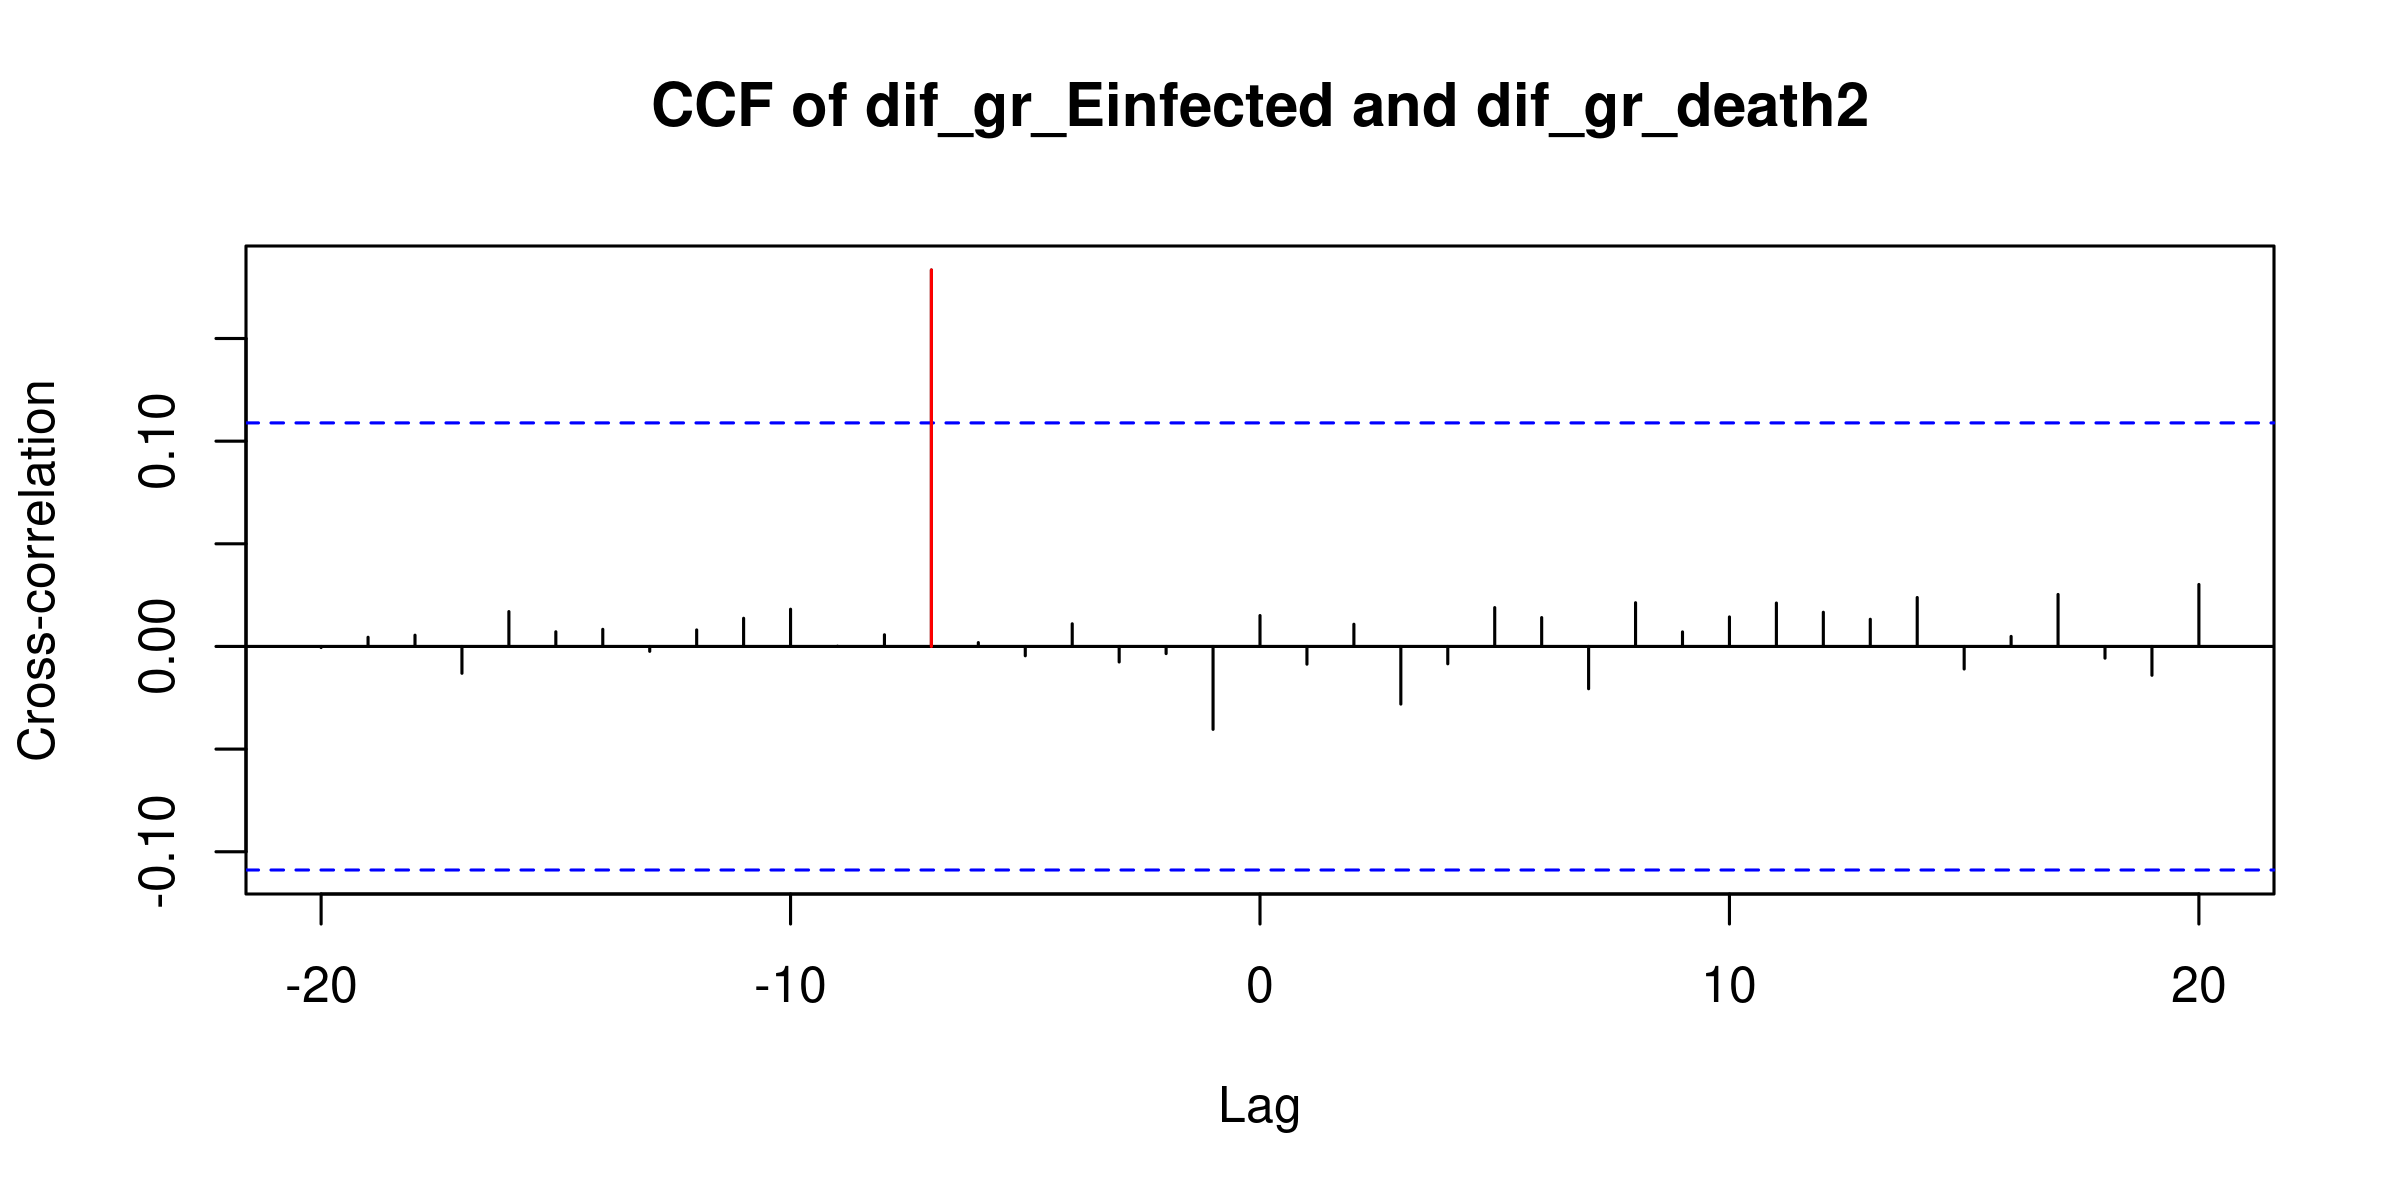 CCF of dif_gr_Einfected and dif_gr_death2
Cross-correlation
0.10
0.00
-0.10
-20 -10 0 10 20
Lag